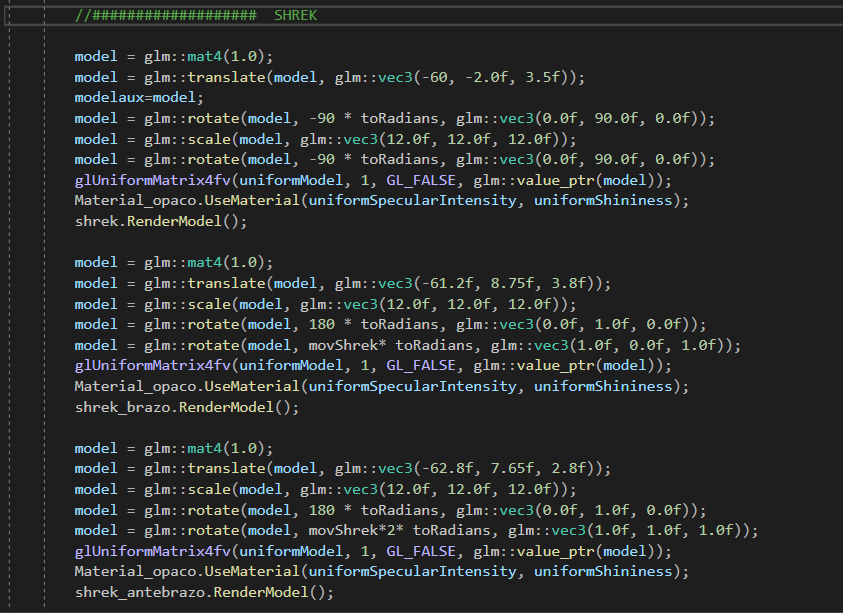 //################### SHREK
model = glm::mat4(1.0);
model = glm::translate(model, glm::vec3(-60, -2.0f, 3.5f));
modelaux=model;
model = glm::rotate(model, -90 * toRadians, glm::vec3(0.0f, 90.0f, 0.0f));
model = glm::scale(model, glm::vec3(12.0f, 12.0f, 12.0f));
model = glm::rotate(model, -90 * toRadians, glm::vec3(0.0f, 90.0f, 0.0f));
glUniformMatrix4fv(uniformModel, 1, GL_FALSE, glm::value_ptr(model));
Material_opaco.UseMaterial(uniformSpecularIntensity, uniformShininess);
shrek.RenderModel();
model = glm::mat4(1.0);
model = glm::translate(model, glm::vec3(-61.2f, 8.75f, 3.8f));
model = glm::scale(model, glm::vec3(12.0f, 12.0f, 12.0f));
model = glm::rotate(model, 180 * toRadians, glm::vec3(0.0f, 1.0f, 0.0f));
model = glm::rotate(model, movShrek* toRadians, glm::vec3(1.0f, 0.0f, 1.0f));
glUniformMatrix4fv(uniformModel, 1, GL_FALSE, glm::value_ptr(model));
Material_opaco.UseMaterial(uniformSpecularIntensity, uniformShininess);
shrek_brazo.RenderModel();
model = glm::mat4(1.0);
model = glm::translate(model, glm::vec3(-62.8f, 7.65f, 2.8f));
model = glm::scale(model, glm::vec3(12.0f, 12.0f, 12.0f));
model = glm::rotate(model, 180 * toRadians, glm::vec3(0.0f, 1.0f, 0.0f));
model = glm::rotate(model, movShrek*2* toRadians, glm::vec3(1.0f, 1.0f, 1.0f));
glUniformMatrix4fv(uniformModel, 1, GL_FALSE, glm::value_ptr(model));
Material_opaco.UseMaterial(uniformSpecularIntensity, uniformShininess);
shrek_antebrazo.RenderModel();